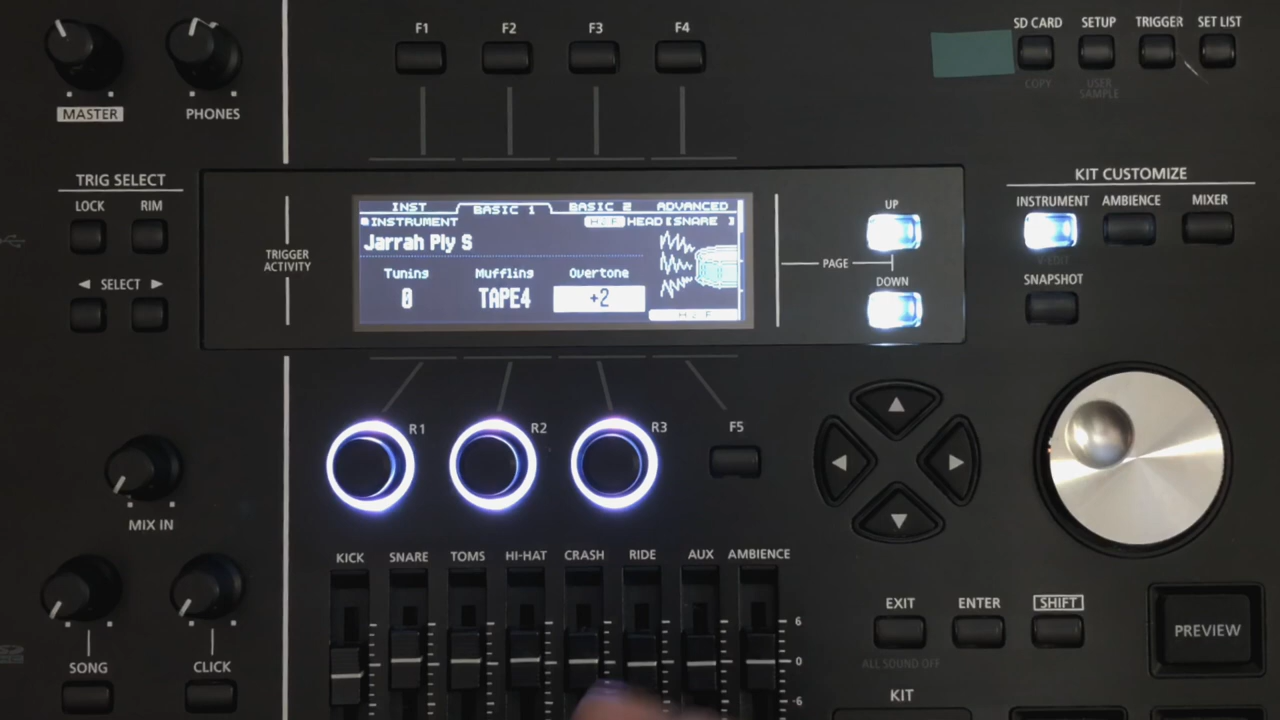 F1 F2 F3 F4
SD CARD SETUP TRIGGER SET LIST
COPY USER SAMPLE
MASTER PHONES
TRIG SELECT
LOCK RIM
SELECT
TRIGGER ACTIVITY
INST BASIC 1 BASIC 2 ADVANCED
INSTRUMENT H & F HEAD [SNARE ]
Jarrah Ply S
Tuning Muffling Overtone
0 TAPE4 +2
H & F
UP
PAGE
DOWN
KIT CUSTOMIZE
INSTRUMENT AMBIENCE MIXER
V-EDIT
SNAPSHOT
R1 R2 R3 F5
MIX IN
KICK SNARE TOMS HI-HAT CRASH RIDE AUX AMBIENCE
6
0
-6
SONG CLICK
EXIT ENTER SHIFT
ALL SOUND OFF
PREVIEW
KIT